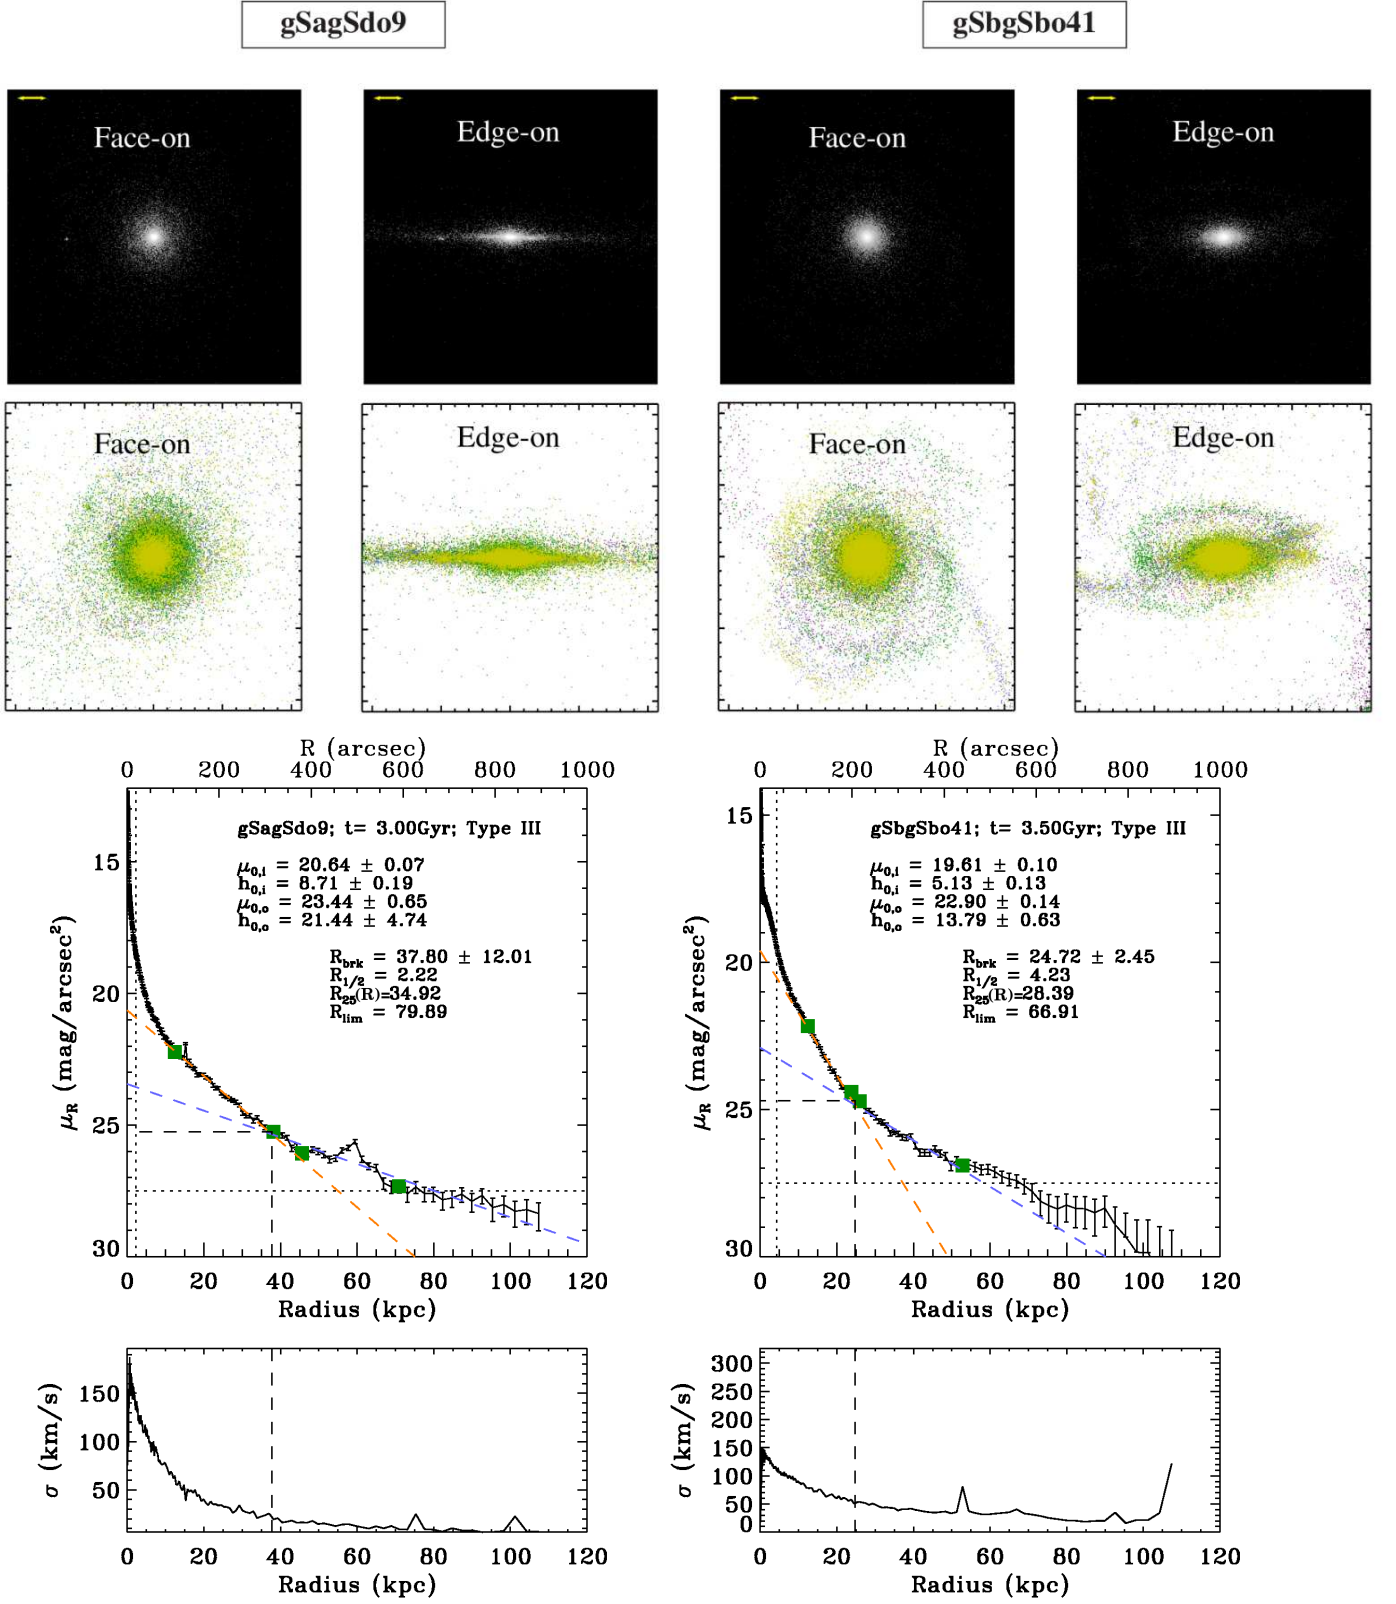 gSagSdo9 gSbgSbo41
Face-on Edge-on Face-on Edge-on
Face-on Edge-on Face-on Edge-on
R (arcsec) R (arcsec)
0 200 400 600 800 1000 0 200 400 600 800 1000
gSagSdo9; t= 3.00Gyr; Type III
μ0,i = 20.64 ± 0.07
h0,i = 8.71 ± 0.19
μ0,o = 23.44 ± 0.65
h0,o = 21.44 ± 4.74
Rbrk = 37.80 ± 12.01
R1/2 = 2.22
R25(R)=34.92
Rlim = 79.89
μR (mag/arcsec²)
15
20
25
30
0 20 40 60 80 100 120
Radius (kpc)
gSbgSbo41; t= 3.50Gyr; Type III
μ0,i = 19.61 ± 0.10
h0,i = 5.13 ± 0.13
μ0,o = 22.90 ± 0.14
h0,o = 13.79 ± 0.63
Rbrk = 24.72 ± 2.45
R1/2 = 4.23
R25(R)=28.39
Rlim = 66.91
μR (mag/arcsec²)
15
20
25
30
0 20 40 60 80 100 120
Radius (kpc)
σ (km/s)
150
100
50
0 20 40 60 80 100 120
Radius (kpc)
σ (km/s)
300
250
200
150
100
50
0
0 20 40 60 80 100 120
Radius (kpc)